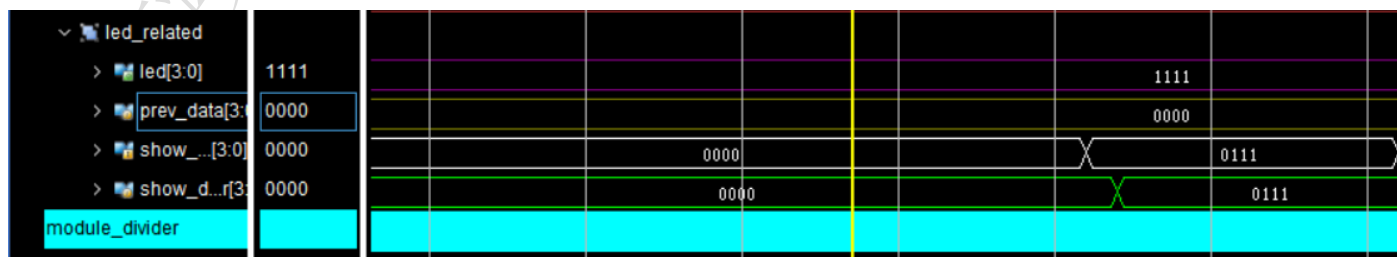 led_related
led[3:0] 1111 1111
prev_data[3:0 0000 0000
show_...[3:0] 0000 0000 0111
show_d...r[3: 0000 0000 0111
module_divider